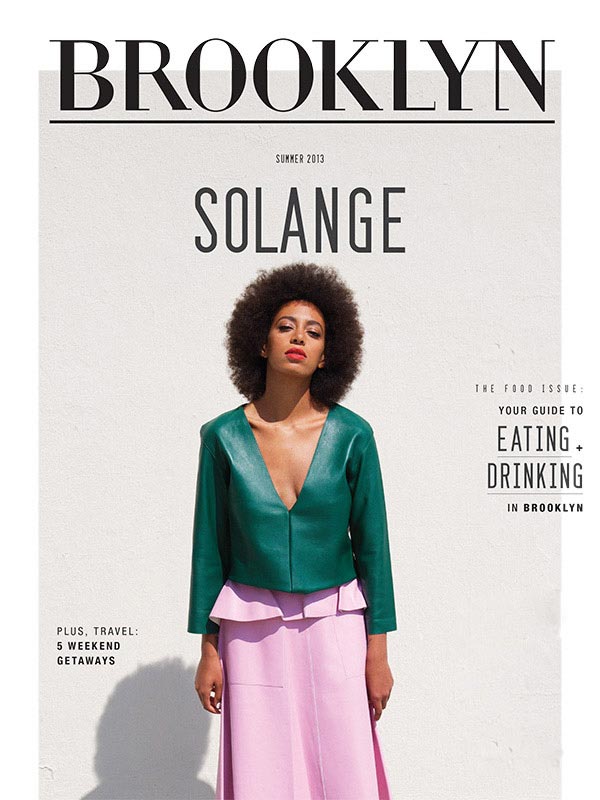 BROOKLYN
SUMMER 2013
SOLANGE
THE FOOD ISSUE:
YOUR GUIDE TO
EATING +
DRINKING
IN BROOKLYN
PLUS, TRAVEL:
5 WEEKEND
GETAWAYS